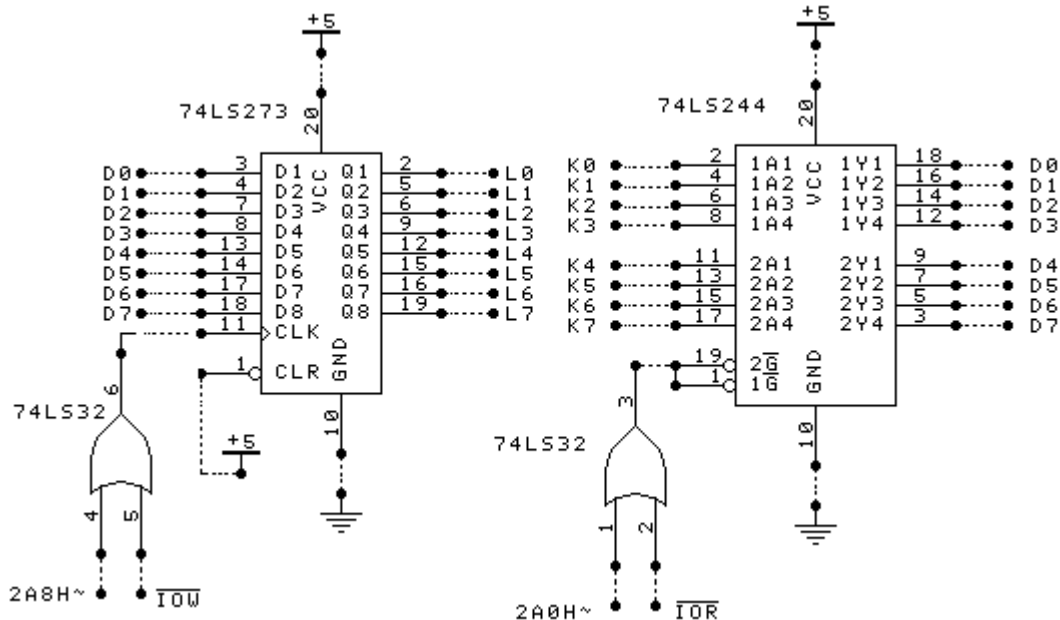 +5
+5
74LS273
74LS244
20
20
D0 3 D1 Q1 2 L0
D1 4 D2 Q2 5 L1
D2 7 D3 Q3 6 L2
D3 8 D4 Q4 9 L3
D4 13 D5 Q5 12 L4
D5 14 D6 Q6 15 L5
D6 17 D7 Q7 16 L6
D7 18 D8 Q8 19 L7
11 CLK
1 CLR
VCC
GND
10
6
74LS32
+5
4
5
2A8H~
IOW
K0 2 1A1 1Y1 18 D0
K1 4 1A2 1Y2 16 D1
K2 6 1A3 1Y3 14 D2
K3 8 1A4 1Y4 12 D3
K4 11 2A1 2Y1 9 D4
K5 13 2A2 2Y2 7 D5
K6 15 2A3 2Y3 5 D6
K7 17 2A4 2Y4 3 D7
19 2G
1 1G
VCC
GND
10
3
74LS32
1
2
2A0H~
IOR